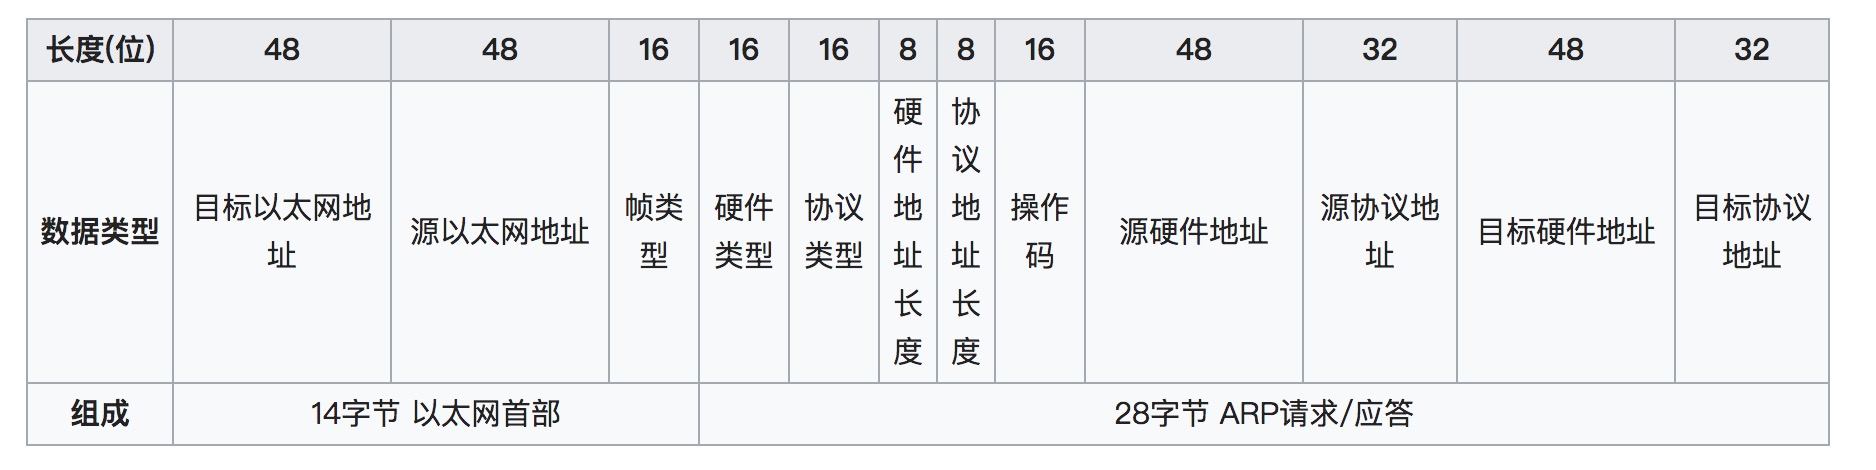 长度(位) 48 48 16 16 16 8 8 16 48 32 48 32
数据类型
目标以太网地
址
源以太网地址
帧类
型
硬件
类型
协议
类型
硬
件
地
址
长
度
协
议
地
址
长
度
操作
码
源硬件地址
源协议地
址
目标硬件地址
目标协议
地址
组成 14字节 以太网首部 28字节 ARP请求/应答